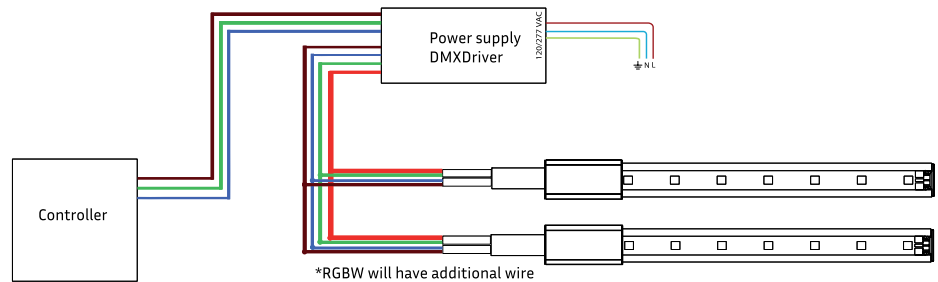 Power supply
DMXDriver
120/277 VAC
N L
Controller
*RGBW will have additional wire